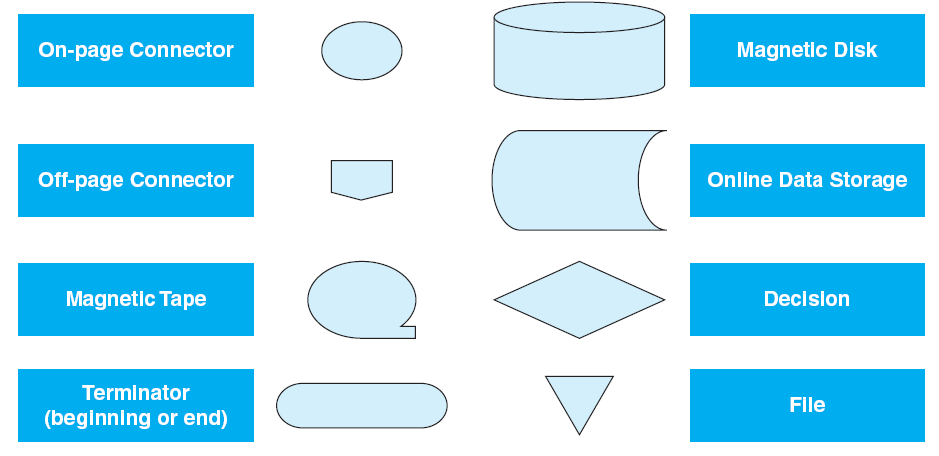 On-page Connector
Magnetic Disk
Off-page Connector
Online Data Storage
Magnetic Tape
Decision
Terminator
(beginning or end)
File